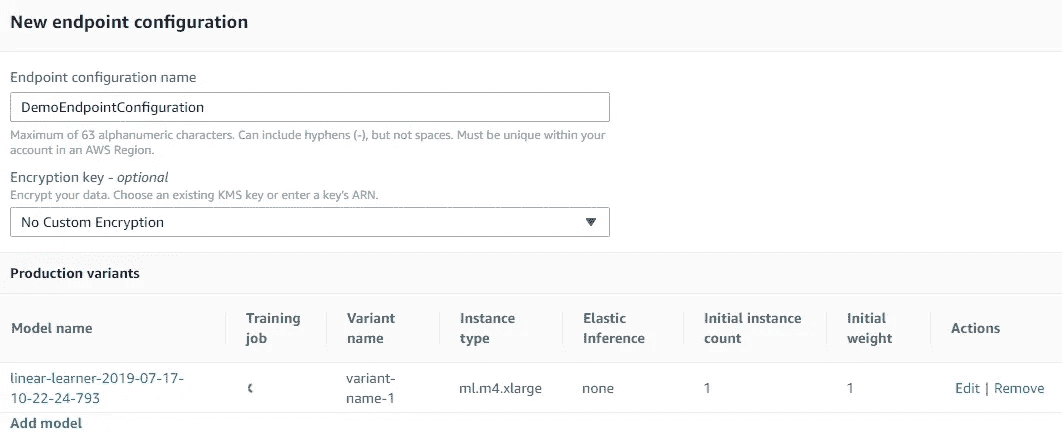 New endpoint configuration
Endpoint configuration name
DemoEndpointConfiguration
Maximum of 63 alphanumeric characters. Can include hyphens (-), but not spaces. Must be unique within your
account in an AWS Region.
Encryption key - optional
Encrypt your data. Choose an existing KMS key or enter a key's ARN.
No Custom Encryption
Production variants
Model name
Training
job
Variant
name
Instance
type
Elastic
Inference
Initial instance
count
Initial
weight
Actions
linear-learner-2019-07-17-
10-22-24-793
variant-
name-1
ml.m4.xlarge
none
1
1
Edit | Remove
Add model